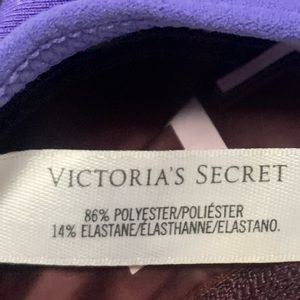 VICTORIA'S SECRET
86% POLYESTER/POLIÉSTER
14% ELASTANE/ÉLASTHANNE/ELASTANO.